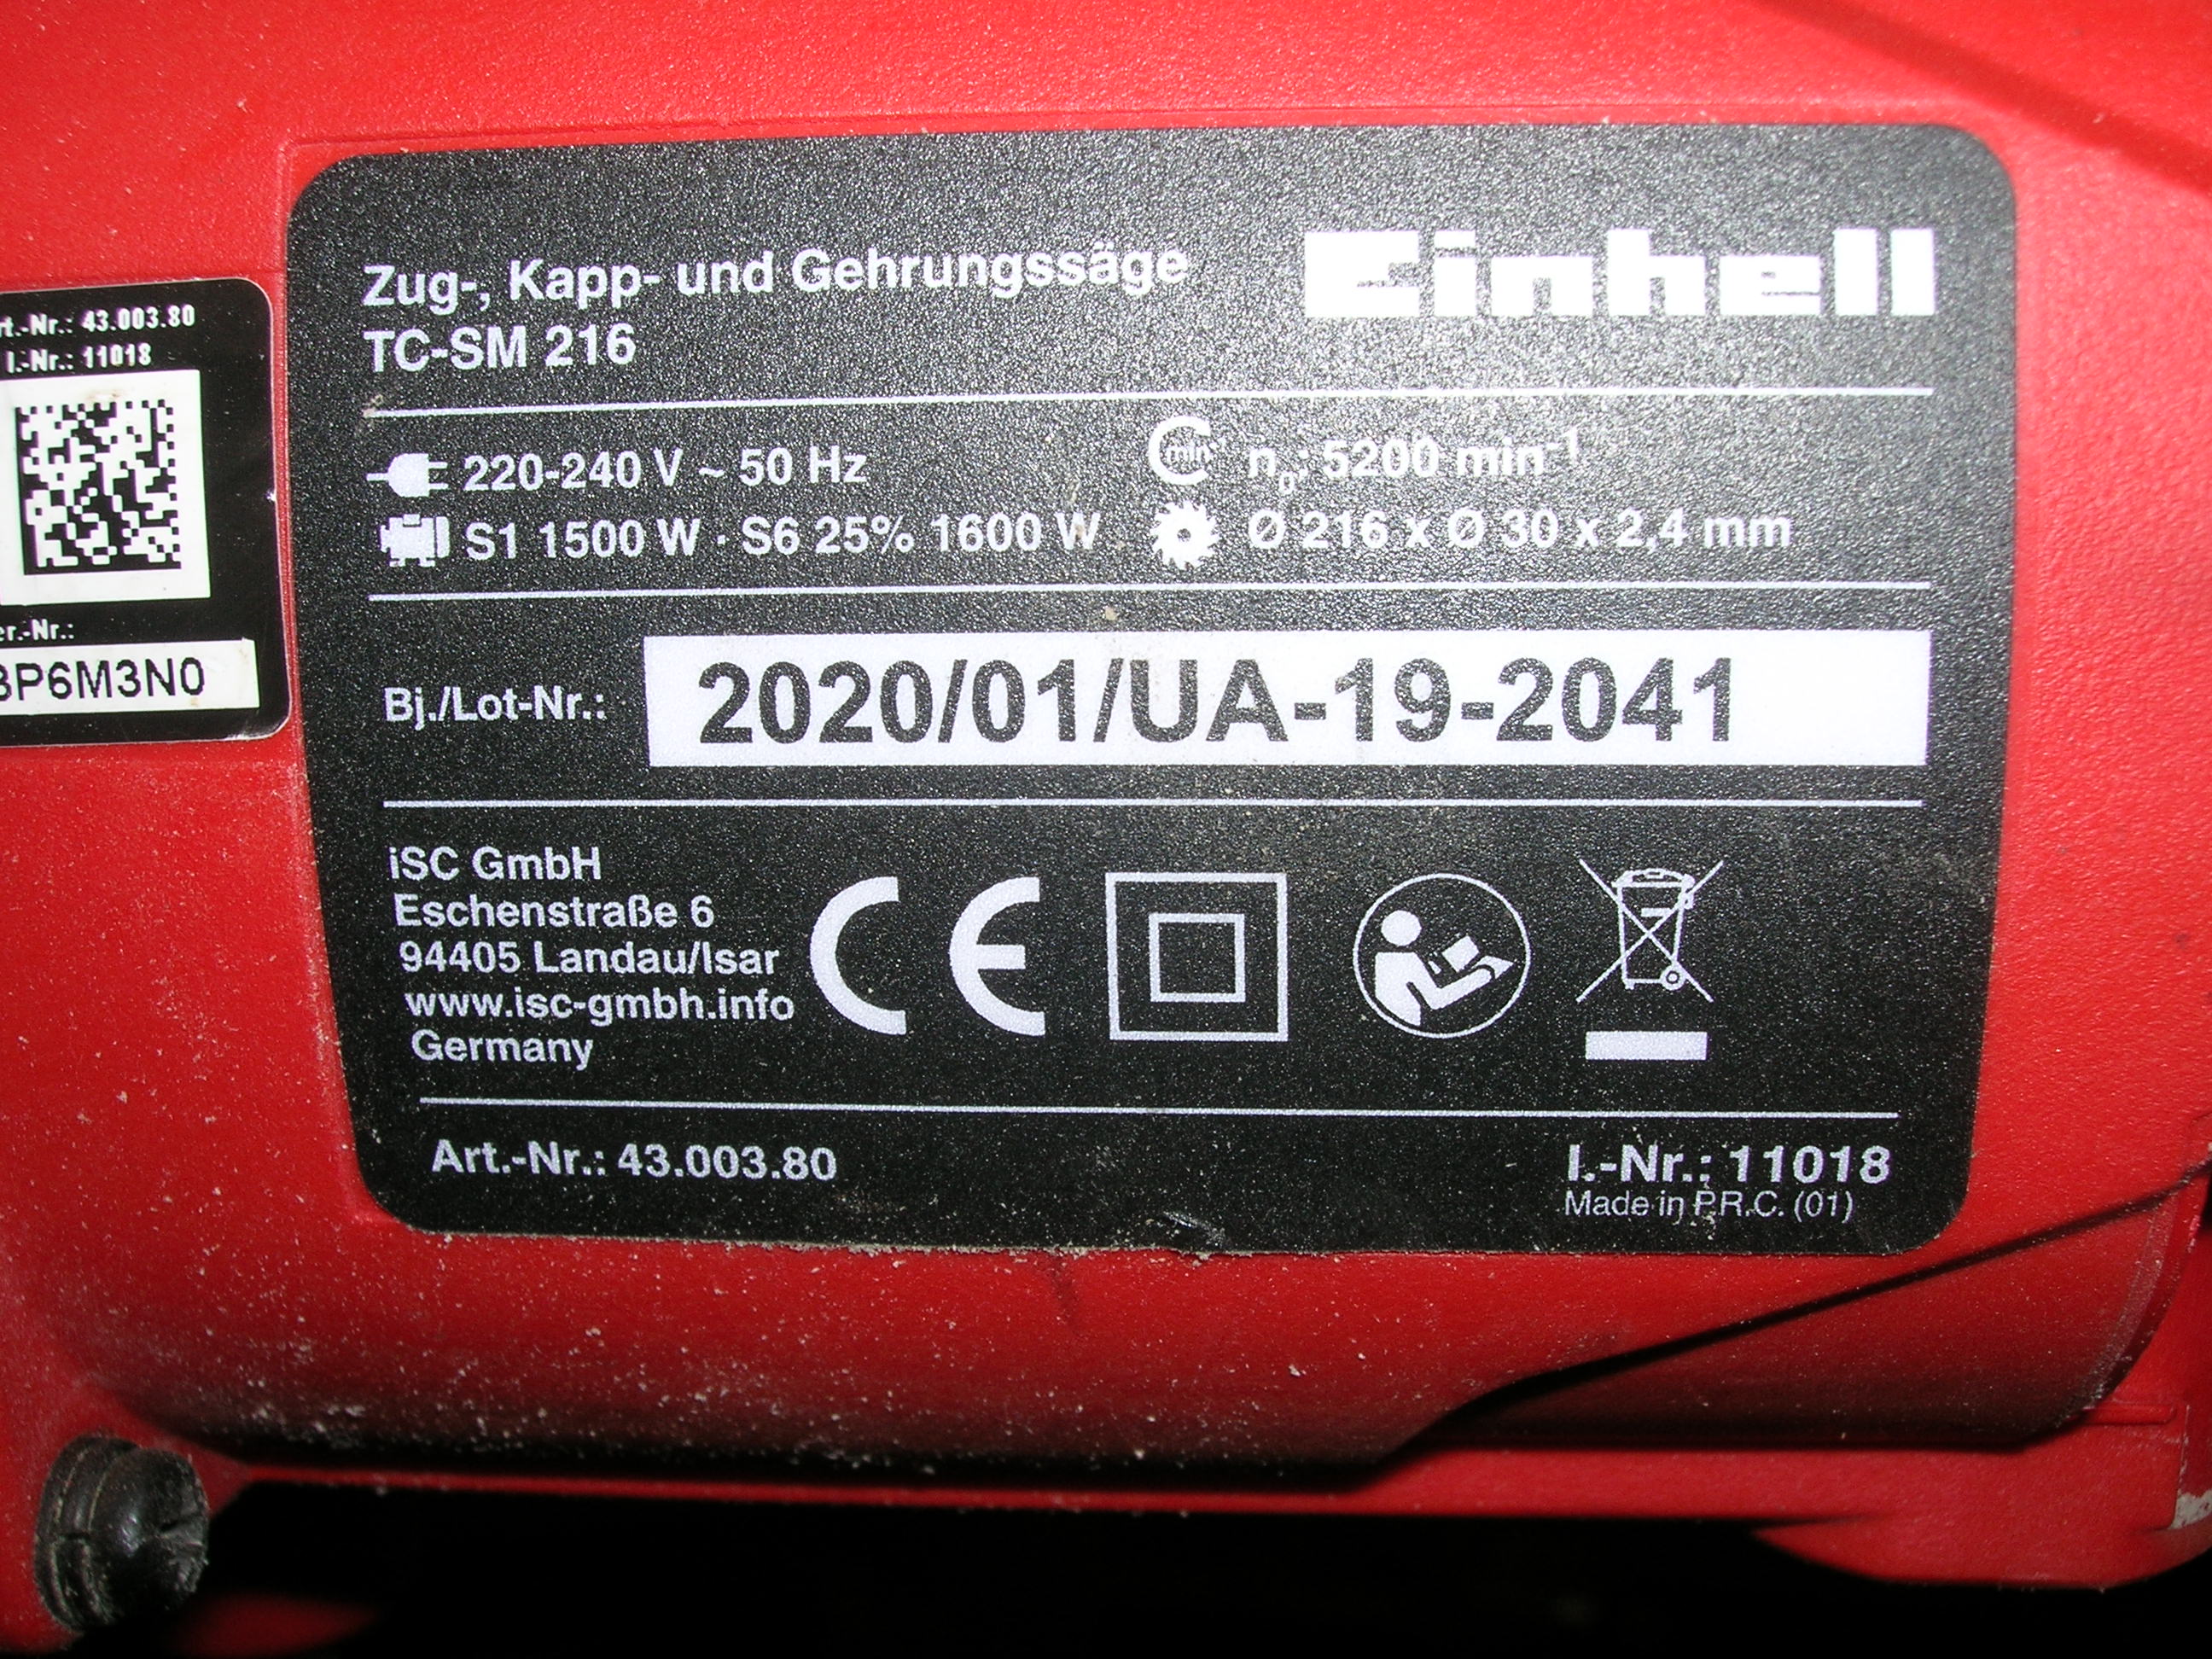 Einhell
Zug-, Kapp- und Gehrungssäge
TC-SM 216
220-240 V ~ 50 Hz
n0: 5200 min-1
S1 1500 W · S6 25% 1600 W
Ø 216 x Ø 30 x 2,4 mm
Bj./Lot-Nr.: 2020/01/UA-19-2041
iSC GmbH
Eschenstraße 6
94405 Landau/Isar
www.isc-gmbh.info
Germany
CE
Art.-Nr.: 43.003.80
I.-Nr.: 11018
Made in P.R.C. (01)
rt.-Nr.: 43.003.80
I.-Nr.: 11018
er.-Nr.:
3P6M3N0